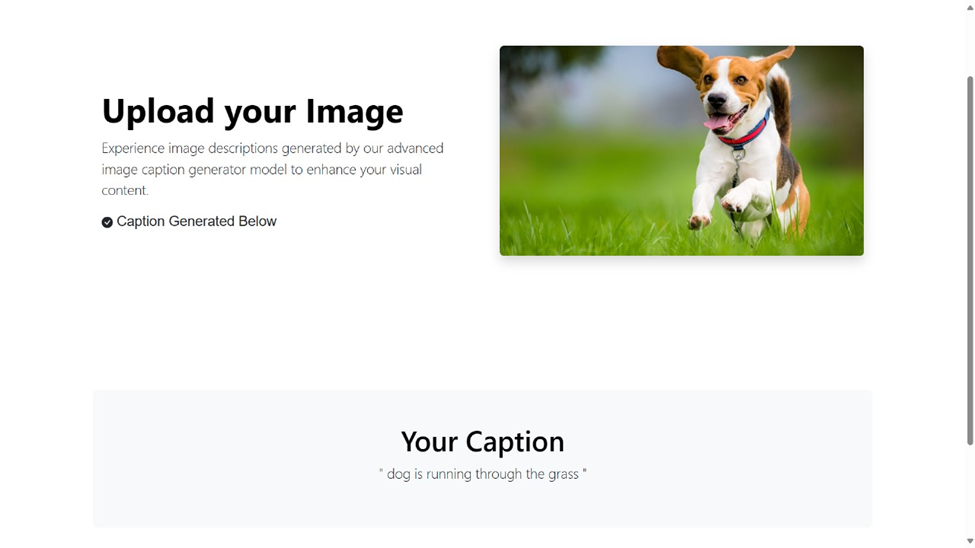 Upload your Image
Experience image descriptions generated by our advanced
image caption generator model to enhance your visual
content.
Caption Generated Below
Your Caption
" dog is running through the grass "